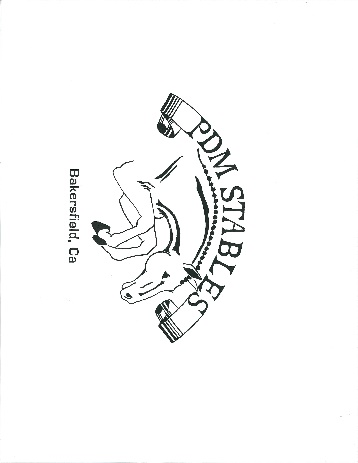 PDM STABLES
Bakersfield, Ca